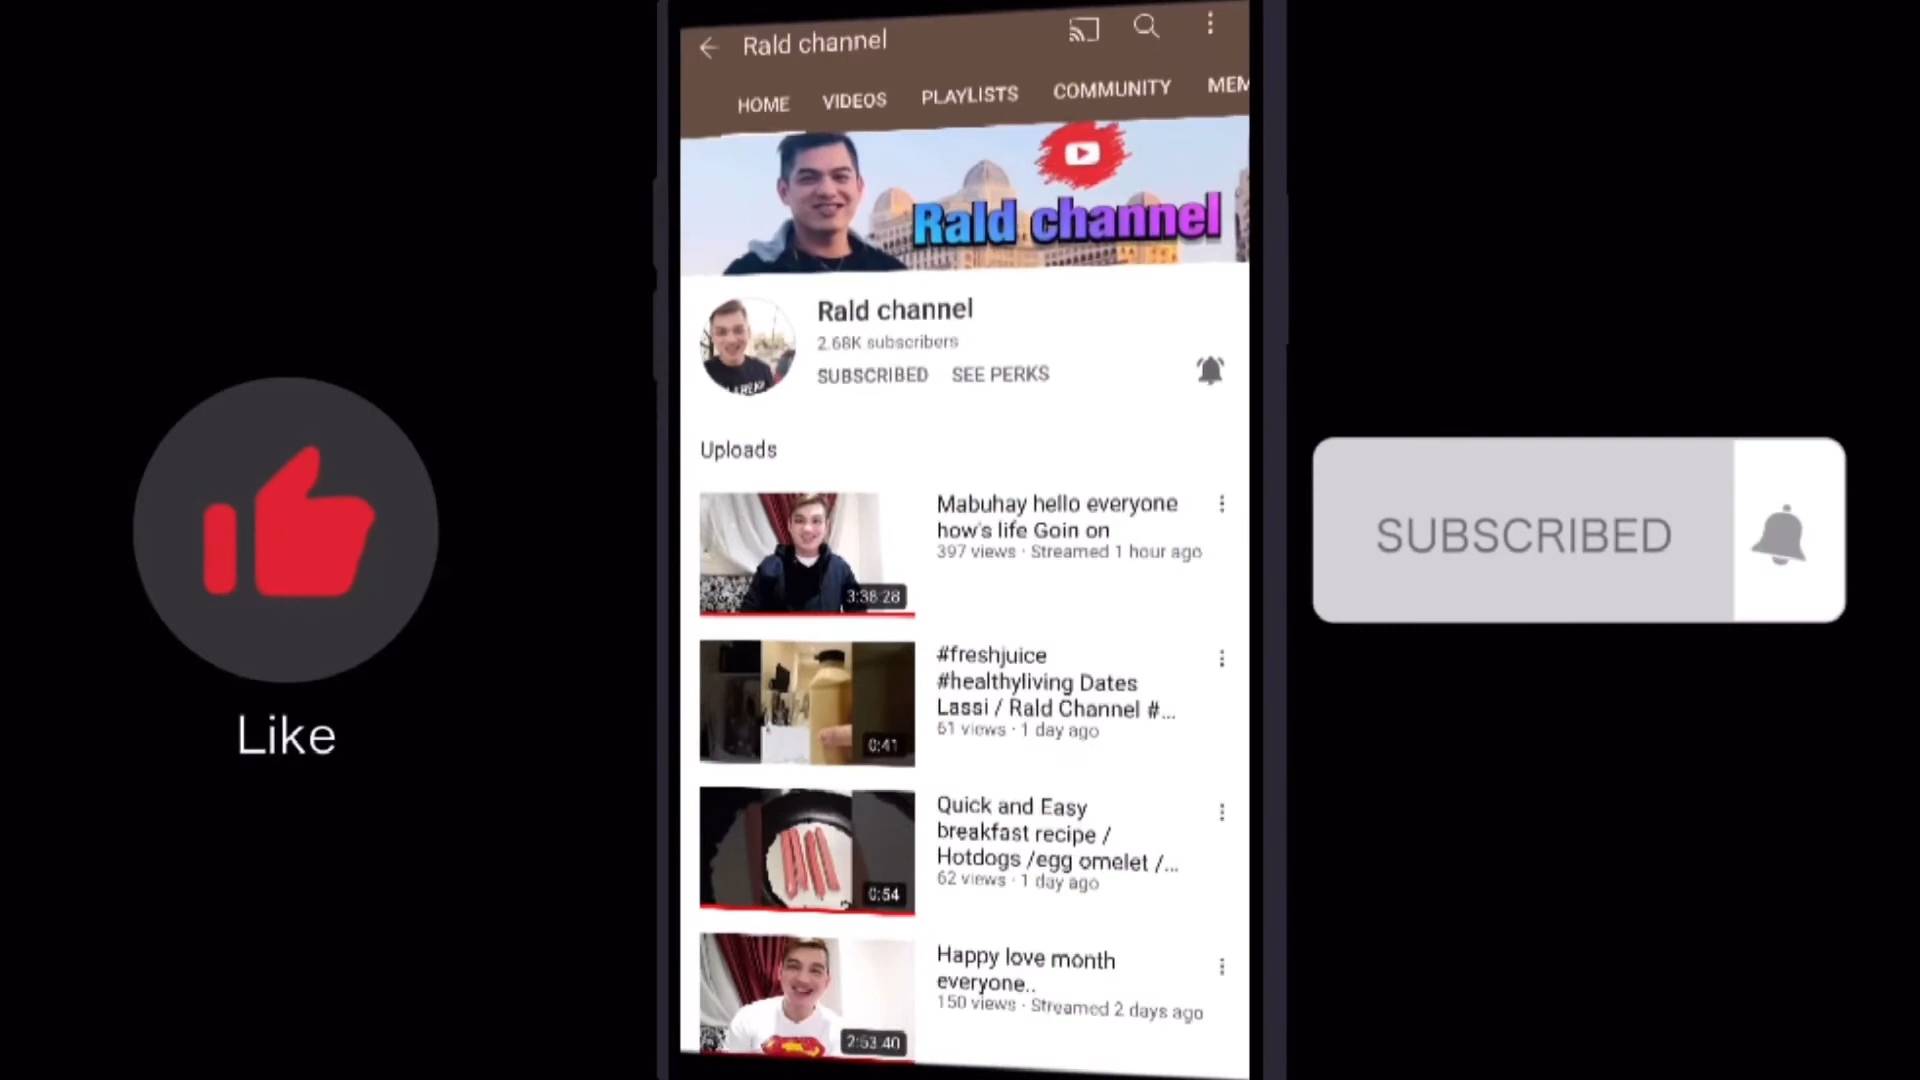 Rald channel
HOME VIDEOS PLAYLISTS COMMUNITY MEM
Rald channel
Rald channel
2.68K subscribers
SUBSCRIBED SEE PERKS
Uploads
Mabuhay hello everyone
how's life Goin on
397 views · Streamed 1 hour ago
3:38:28
#freshjuice
#healthyliving Dates
Lassi / Rald Channel #...
61 views · 1 day ago
0:41
Quick and Easy
breakfast recipe /
Hotdogs /egg omelet /...
62 views · 1 day ago
0:54
Happy love month
everyone..
150 views · Streamed 2 days ago
2:53:40
Like
SUBSCRIBED